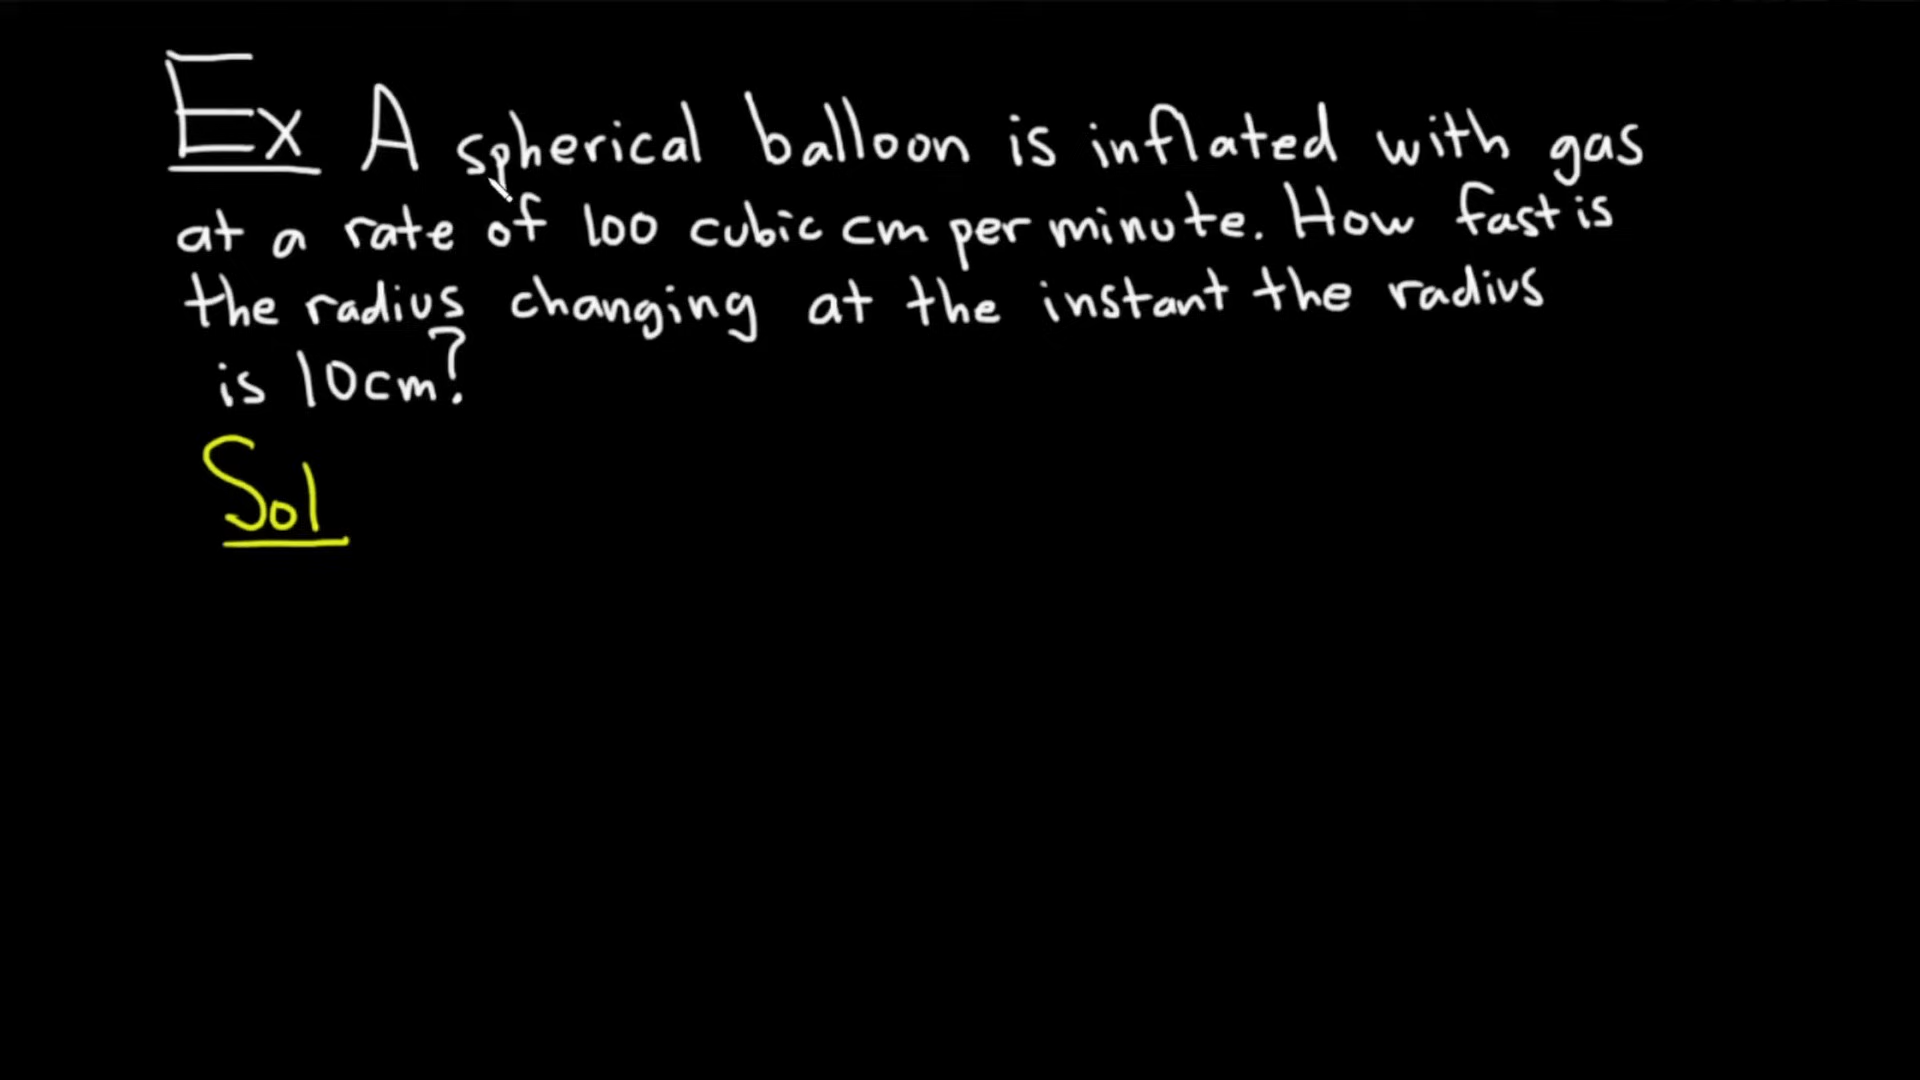 Ex A spherical balloon is inflated with gas
at a rate of 100 cubic cm per minute. How fast is
the radius changing at the instant the radius
is 10cm?
Sol